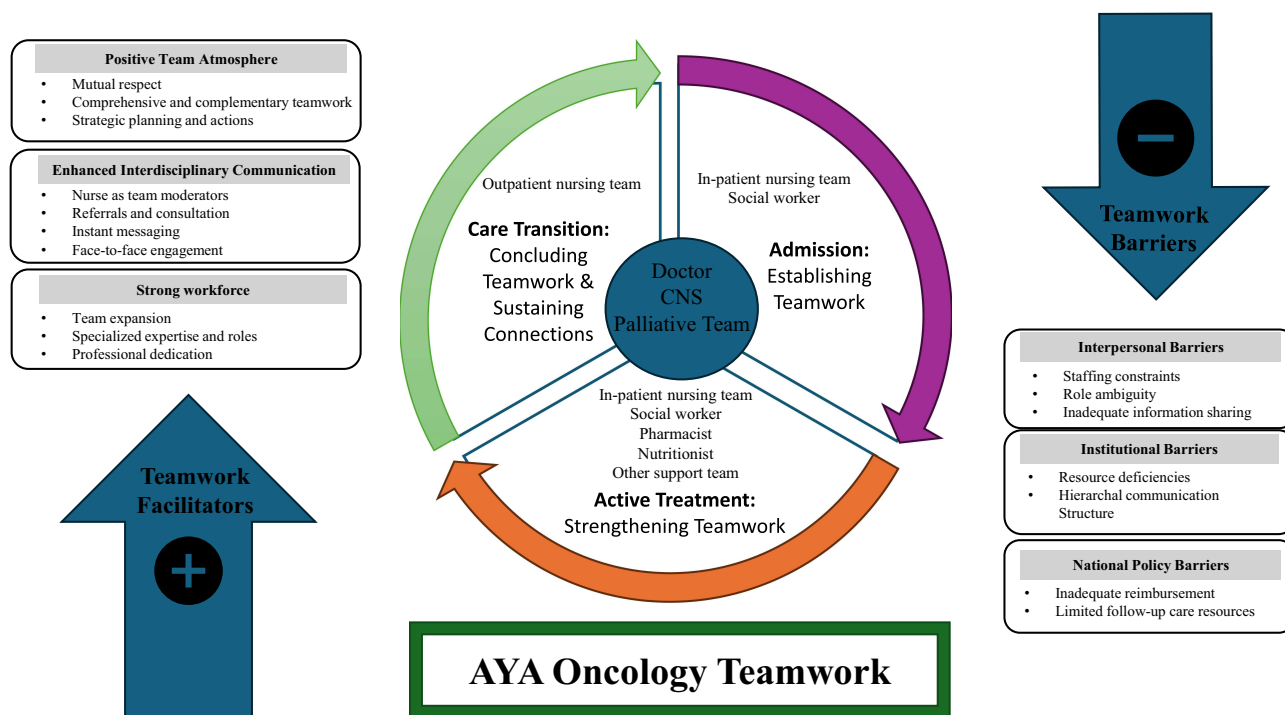 Positive Team Atmosphere
• Mutual respect
• Comprehensive and complementary teamwork
• Strategic planning and actions
Enhanced Interdisciplinary Communication
• Nurse as team moderators
• Referrals and consultation
• Instant messaging
• Face-to-face engagement
Strong workforce
• Team expansion
• Specialized expertise and roles
• Professional dedication
Teamwork
Facilitators
+
Outpatient nursing team
Care Transition:
Concluding
Teamwork &
Sustaining
Connections
In-patient nursing team
Social worker
Admission:
Establishing
Teamwork
Doctor
CNS
Palliative Team
In-patient nursing team
Social worker
Pharmacist
Nutritionist
Other support team
Active Treatment:
Strengthening Teamwork
AYA Oncology Teamwork
−
Teamwork
Barriers
Interpersonal Barriers
• Staffing constraints
• Role ambiguity
• Inadequate information sharing
Institutional Barriers
• Resource deficiencies
• Hierarchal communication
Structure
National Policy Barriers
• Inadequate reimbursement
• Limited follow-up care resources